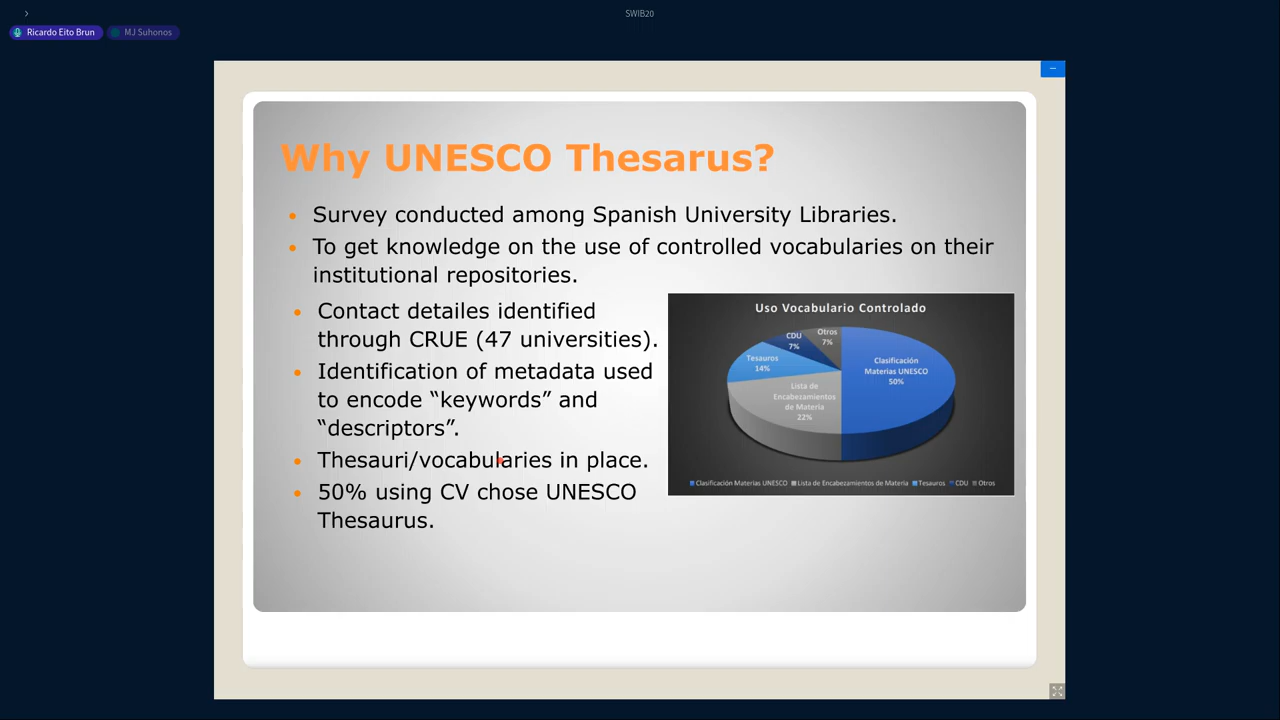 SWIB20
Ricardo Eito Brun
MJ Suhonos
Why UNESCO Thesarus?
Survey conducted among Spanish University Libraries.
To get knowledge on the use of controlled vocabularies on their
institutional repositories.
Contact detailes identified
through CRUE (47 universities).
Identification of metadata used
to encode “keywords” and
“descriptors”.
Thesauri/vocabularies in place.
50% using CV chose UNESCO
Thesaurus.
Uso Vocabulario Controlado
Otros
7%
CDU
7%
Tesauros
14%
Clasificación
Materias UNESCO
50%
Lista de
Encabezamientos
de Materia
22%
Clasificación Materias UNESCO Lista de Encabezamientos de Materia Tesauros CDU Otros